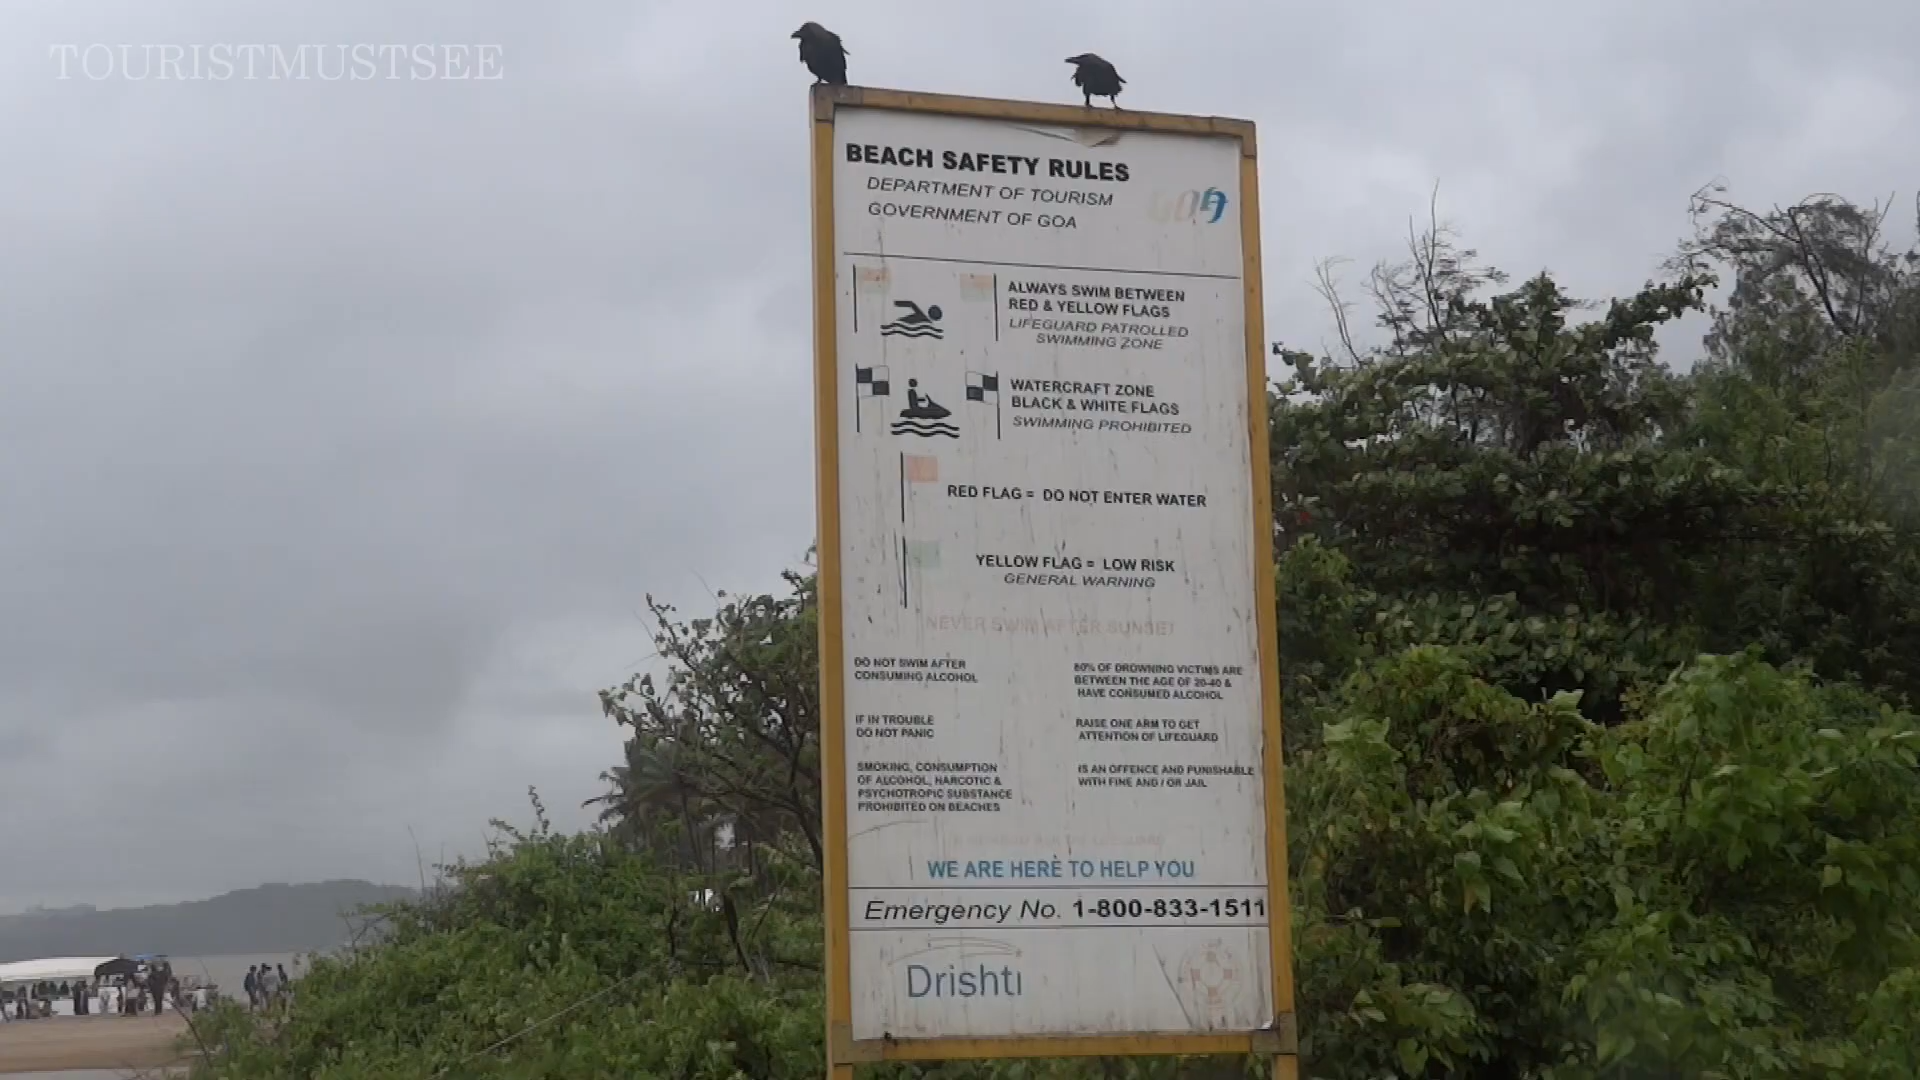 TOURISTMUSTSEE
BEACH SAFETY RULES
DEPARTMENT OF TOURISM
GOVERNMENT OF GOA
GOA
ALWAYS SWIM BETWEEN
RED & YELLOW FLAGS
LIFEGUARD PATROLLED
SWIMMING ZONE
WATERCRAFT ZONE
BLACK & WHITE FLAGS
SWIMMING PROHIBITED
RED FLAG = DO NOT ENTER WATER
YELLOW FLAG = LOW RISK
GENERAL WARNING
NEVER SWIM AFTER SUNSET
DO NOT SWIM AFTER
CONSUMING ALCOHOL
80% OF DROWNING VICTIMS ARE
BETWEEN THE AGE OF 20-40 &
HAVE CONSUMED ALCOHOL
IF IN TROUBLE
DO NOT PANIC
RAISE ONE ARM TO GET
ATTENTION OF LIFEGUARD
SMOKING, CONSUMPTION
OF ALCOHOL, NARCOTIC &
PSYCHOTROPIC SUBSTANCE
PROHIBITED ON BEACHES
IS AN OFFENCE AND PUNISHABLE
WITH FINE AND / OR JAIL
WE ARE HERE TO HELP YOU
Emergency No. 1-800-833-1511
Drishti